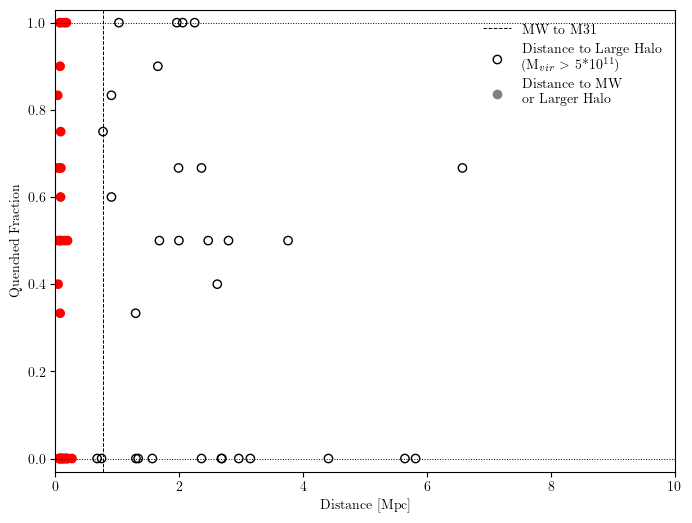 1.0
0.8
0.6
0.4
0.2
0.0
Quenched Fraction
0
2
4
6
8
10
Distance [Mpc]
MW to M31
Distance to Large Halo
(M_{vir} > 5*10^{11})
Distance to MW
or Larger Halo